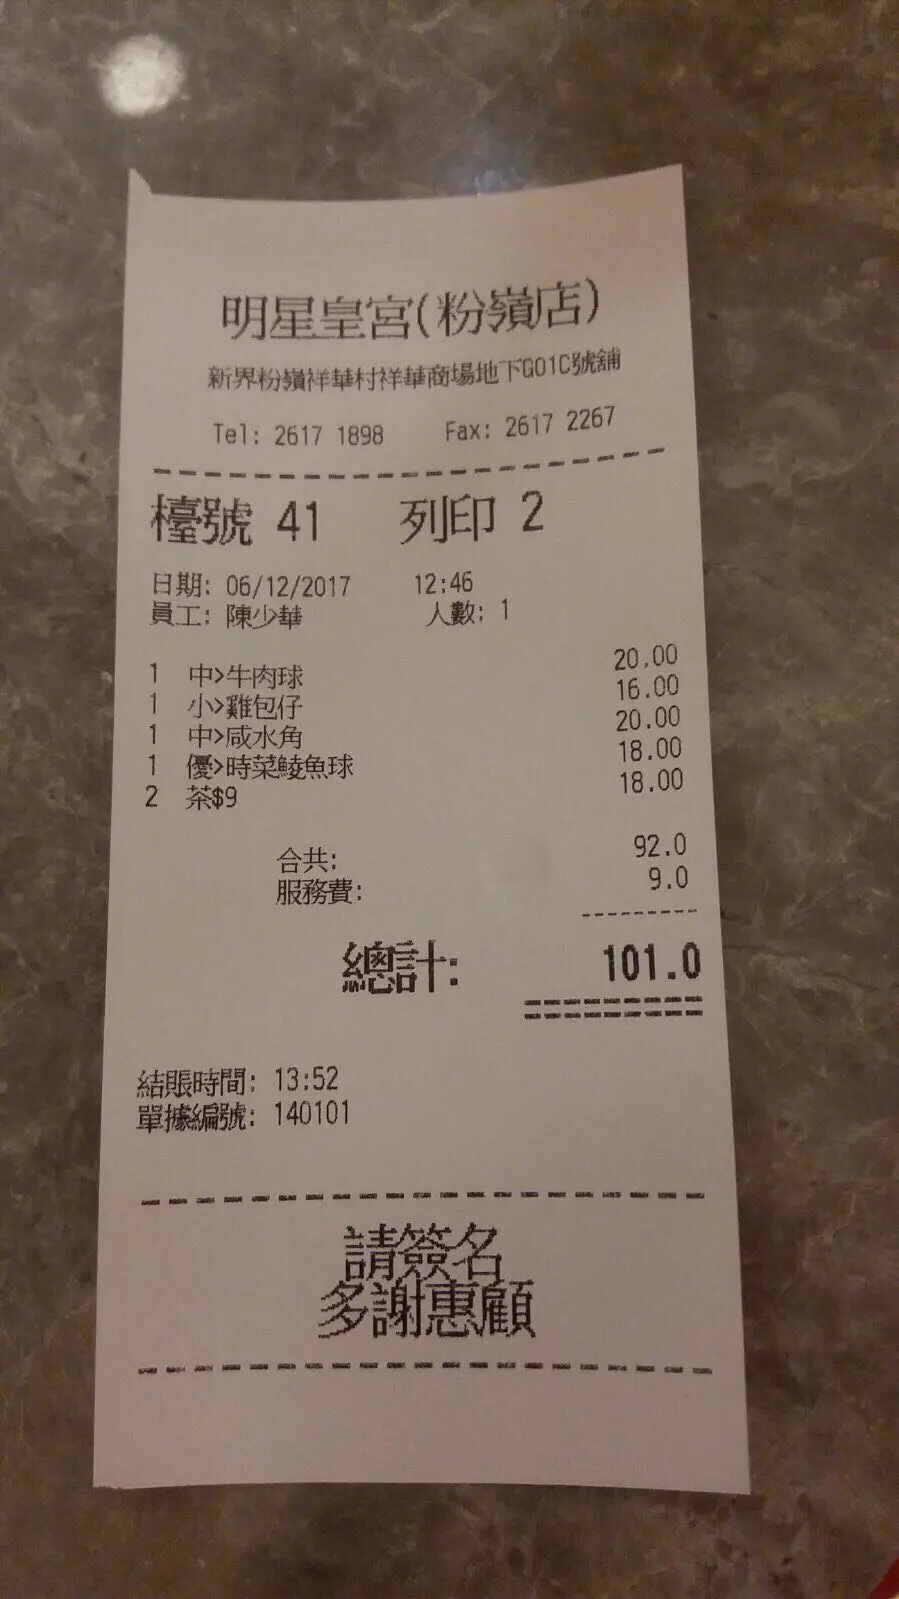 明星皇宮(粉嶺店)
新界粉嶺祥華村祥華商場地下G01C號舖
Tel: 2617 1898 Fax: 2617 2267
檯號 41 列印 2
日期: 06/12/2017 12:46
員工: 陳少華 人數: 1
1 中>牛肉球 20.00
1 小>雞包仔 16.00
1 中>咸水角 20.00
1 優>時菜鯪魚球 18.00
2 茶$9 18.00
合共: 92.0
服務費: 9.0
總計: 101.0
結賬時間: 13:52
單據編號: 140101
請簽名
多謝惠顧